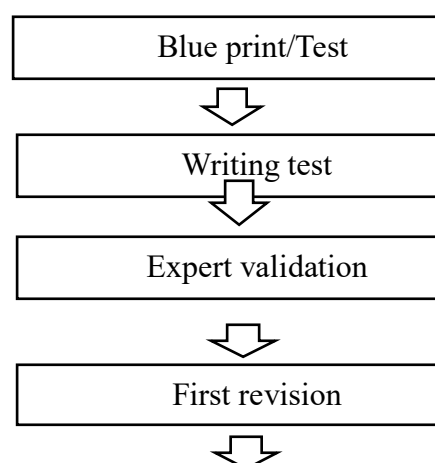 Blue print/Test
Writing test
Expert validation
First revision